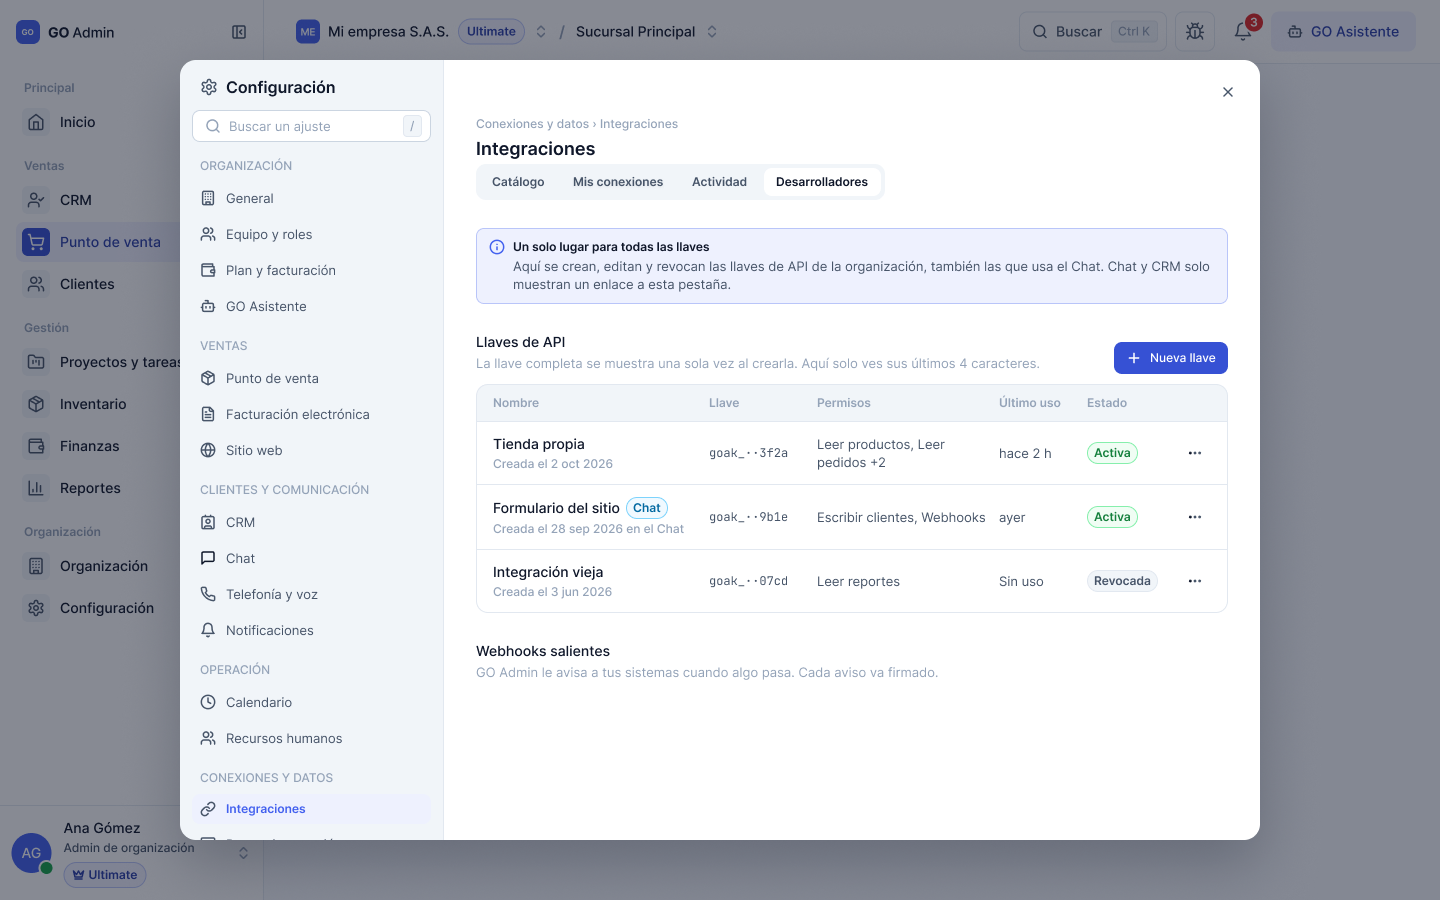 GO
GO Admin
ME
Mi empresa S.A.S.
Ultimate
/
Sucursal Principal
Buscar
Ctrl K
3
GO Asistente
Principal
Inicio
Ventas
CRM
Punto de venta
Clientes
Gestión
Proyectos y tareas
Inventario
Finanzas
Reportes
Organización
Organización
Configuración
AG
Ana Gómez
Admin de organización
Ultimate
Configuración
Buscar un ajuste
/
ORGANIZACIÓN
General
Equipo y roles
Plan y facturación
GO Asistente
VENTAS
Punto de venta
Facturación electrónica
Sitio web
CLIENTES Y COMUNICACIÓN
CRM
Chat
Telefonía y voz
Notificaciones
OPERACIÓN
Calendario
Recursos humanos
CONEXIONES Y DATOS
Integraciones
Conexiones y datos › Integraciones
Integraciones
Catálogo
Mis conexiones
Actividad
Desarrolladores
Un solo lugar para todas las llaves
Aquí se crean, editan y revocan las llaves de API de la organización, también las que usa el Chat. Chat y CRM solo
muestran un enlace a esta pestaña.
Llaves de API
La llave completa se muestra una sola vez al crearla. Aquí solo ves sus últimos 4 caracteres.
Nueva llave
Nombre Llave Permisos Último uso Estado
Tienda propia
Creada el 2 oct 2026
goak_··3f2a
Leer productos, Leer
pedidos +2
hace 2 h
Activa
Formulario del sitio Chat
Creada el 28 sep 2026 en el Chat
goak_··9b1e
Escribir clientes, Webhooks
ayer
Activa
Integración vieja
Creada el 3 jun 2026
goak_··07cd
Leer reportes
Sin uso
Revocada
Webhooks salientes
GO Admin le avisa a tus sistemas cuando algo pasa. Cada aviso va firmado.